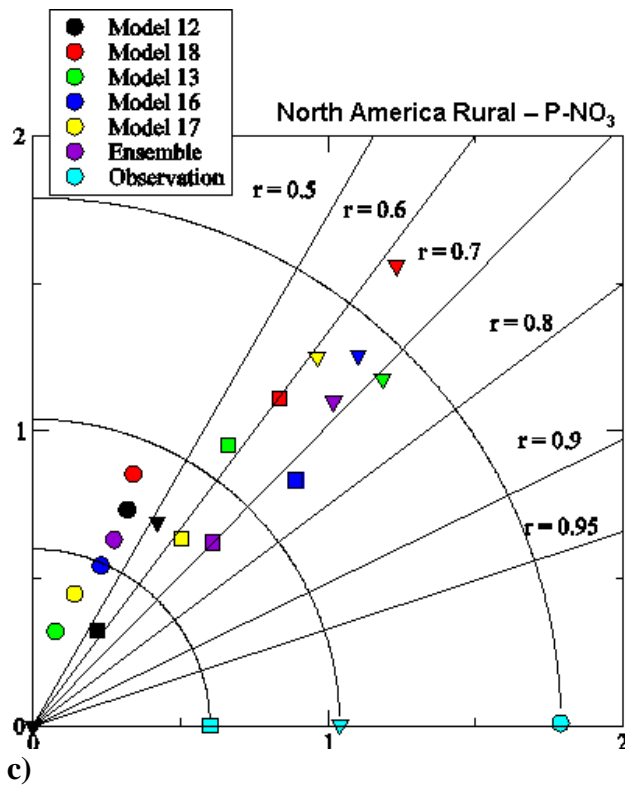 Model 12
Model 18
Model 13
Model 16
Model 17
Ensemble
Observation
North America Rural – P-NO₃
2
r = 0.5
r = 0.6
r = 0.7
r = 0.8
1
r = 0.9
r = 0.95
0
0
1
2
c)